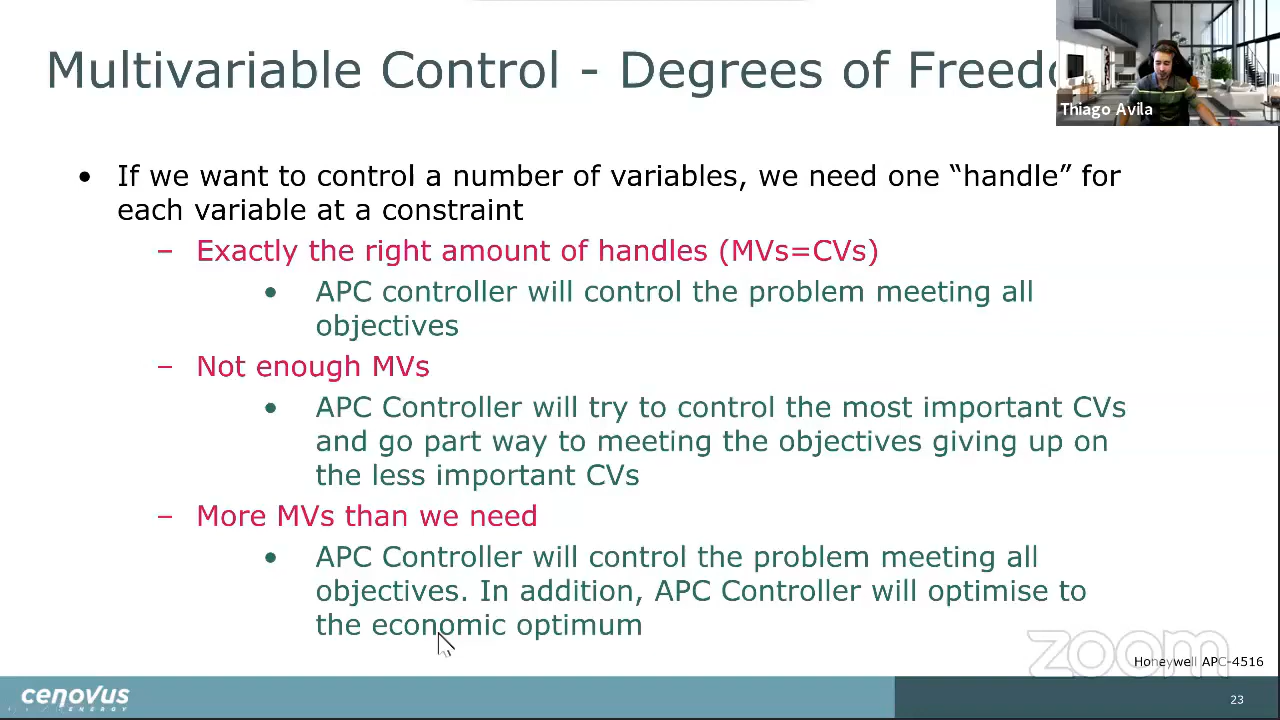 Multivariable Control - Degrees of Freedo
Thiago Avila
• If we want to control a number of variables, we need one “handle” for
each variable at a constraint
– Exactly the right amount of handles (MVs=CVs)
• APC controller will control the problem meeting all
objectives
– Not enough MVs
• APC Controller will try to control the most important CVs
and go part way to meeting the objectives giving up on
the less important CVs
– More MVs than we need
• APC Controller will control the problem meeting all
objectives. In addition, APC Controller will optimise to
the economic optimum
zoom
Honeywell APC-4516
cenovus
ENERGY
23